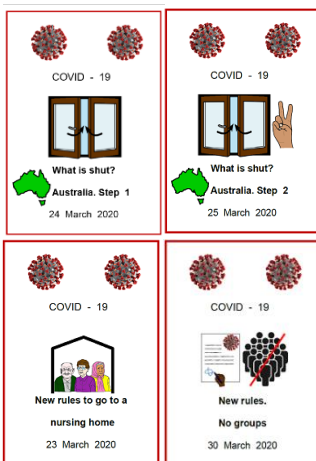 COVID - 19
What is shut?
Australia. Step 1
24 March 2020
COVID - 19
What is shut?
Australia. Step 2
25 March 2020
COVID - 19
New rules to go to a
nursing home
23 March 2020
COVID - 19
New rules.
No groups
30 March 2020